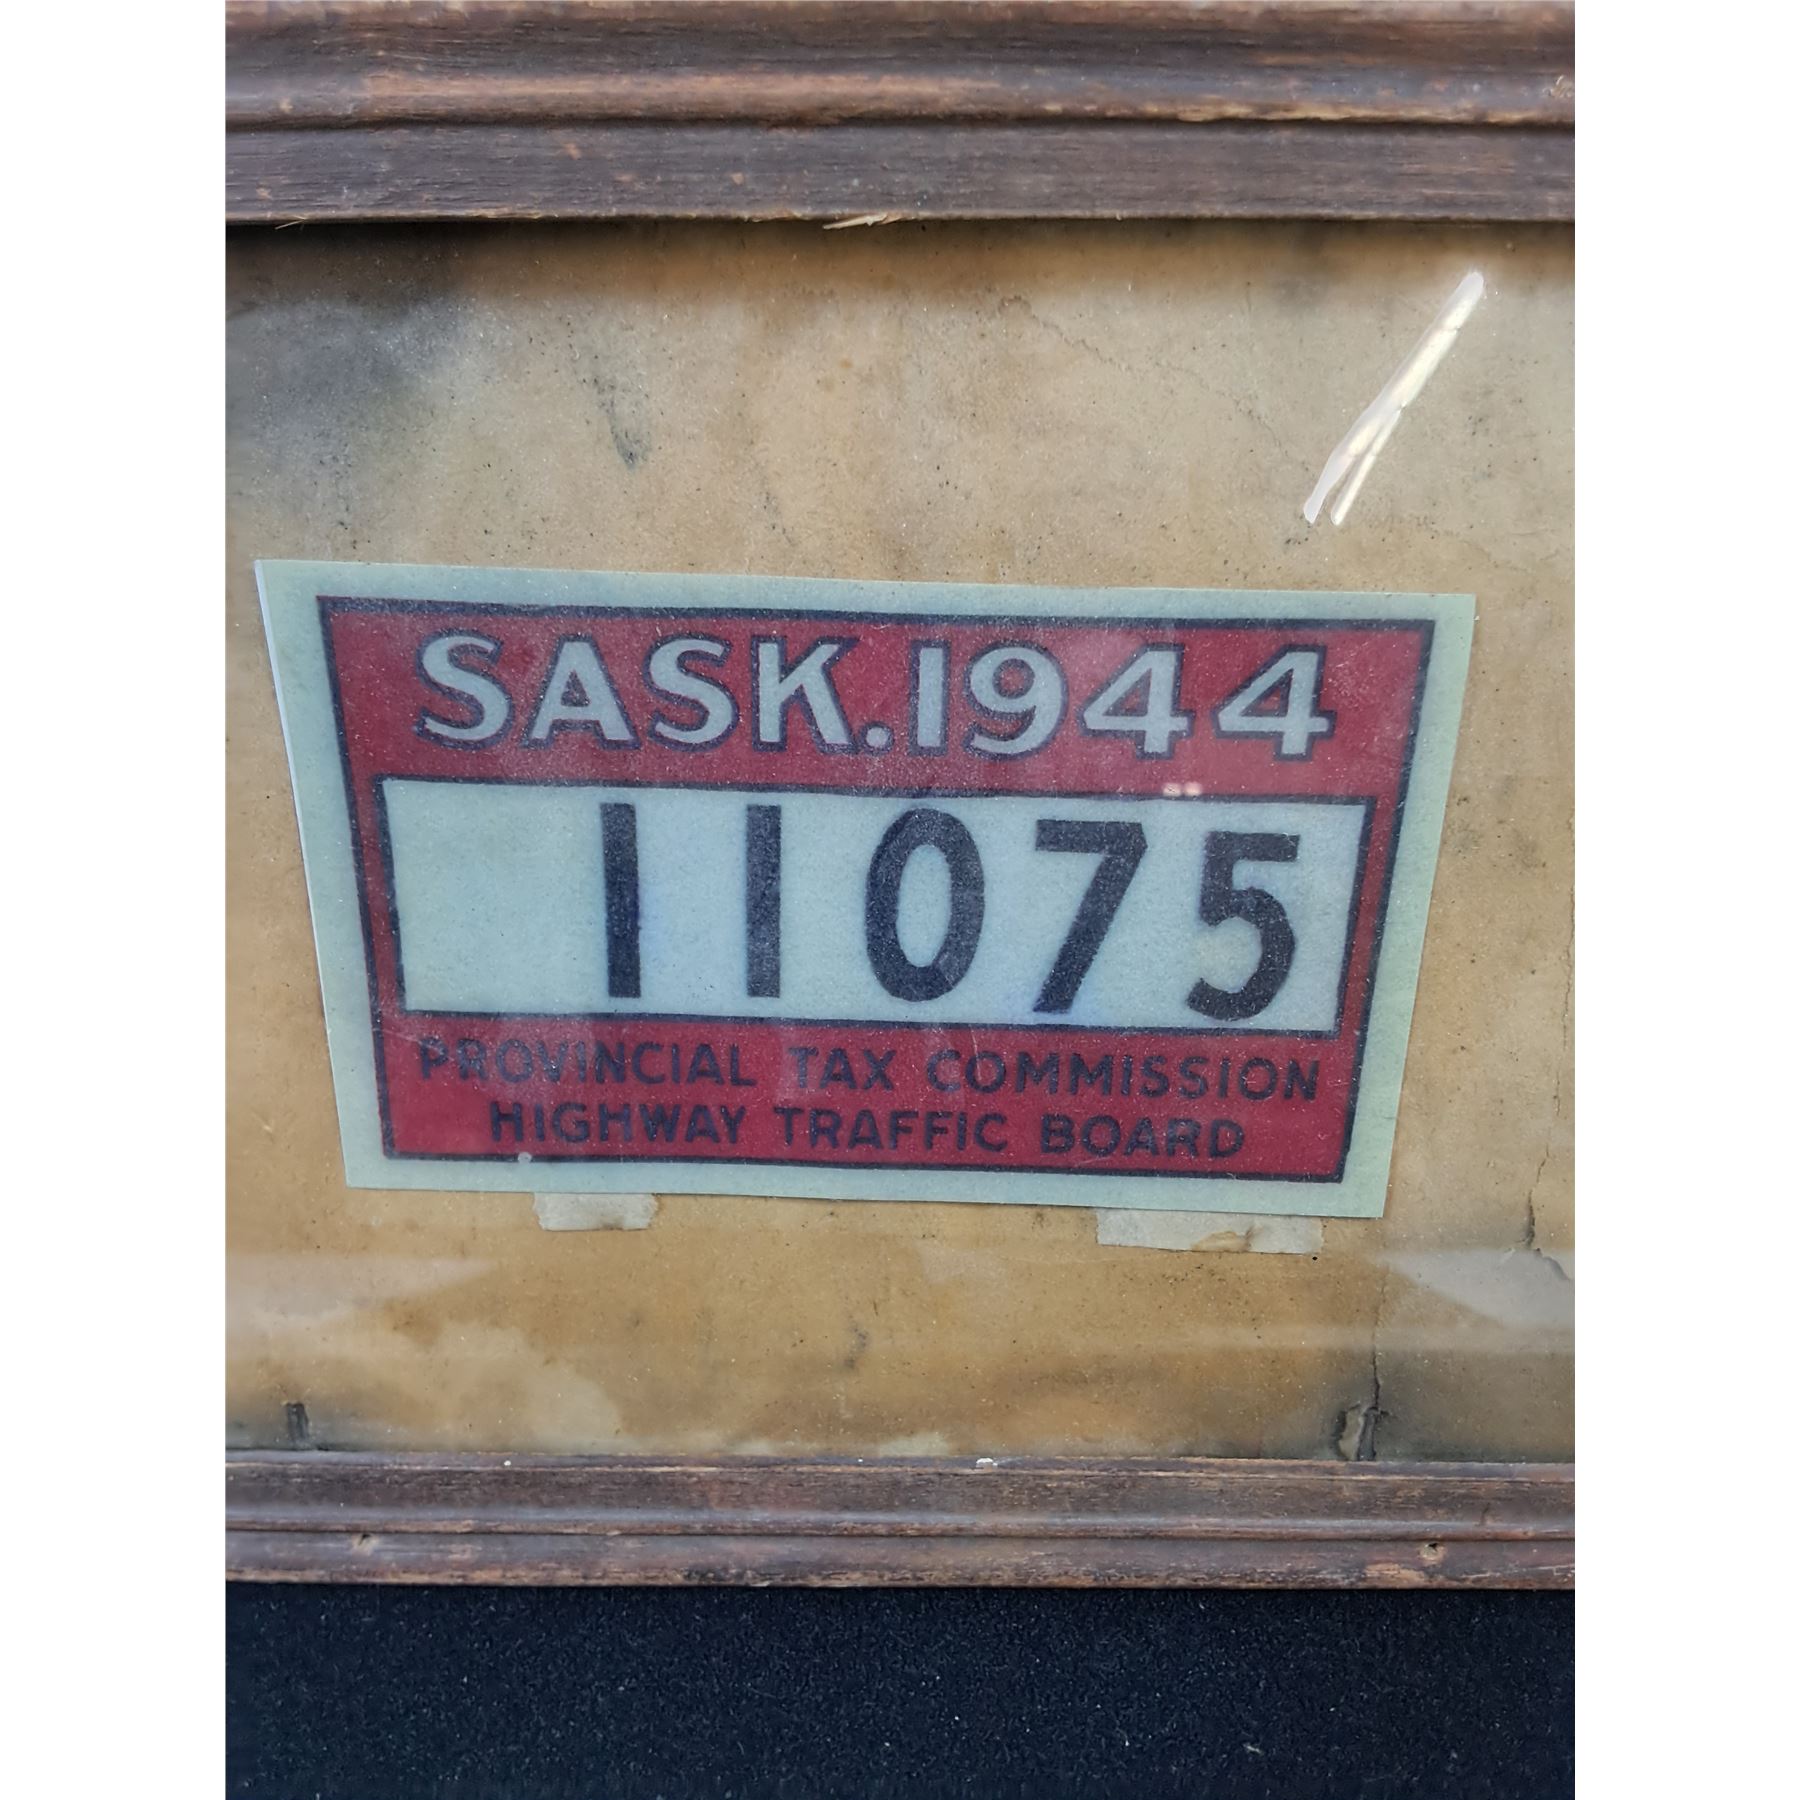 SASK. 1944
11075
PROVINCIAL TAX COMMISSION
HIGHWAY TRAFFIC BOARD